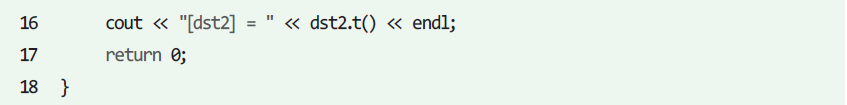 16 cout << "[dst2] = " << dst2.t() << endl;
17 return 0;
18 }